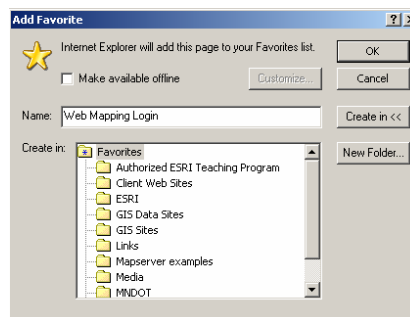 Add Favorite
Internet Explorer will add this page to your Favorites list.
OK
Make available offline
Customize...
Cancel
Name:
Web Mapping Login
Create in <<
Create in:
Favorites
New Folder...
Authorized ESRI Teaching Program
Client Web Sites
ESRI
GIS Data Sites
GIS Sites
Links
Mapserver examples
Media
MNDOT